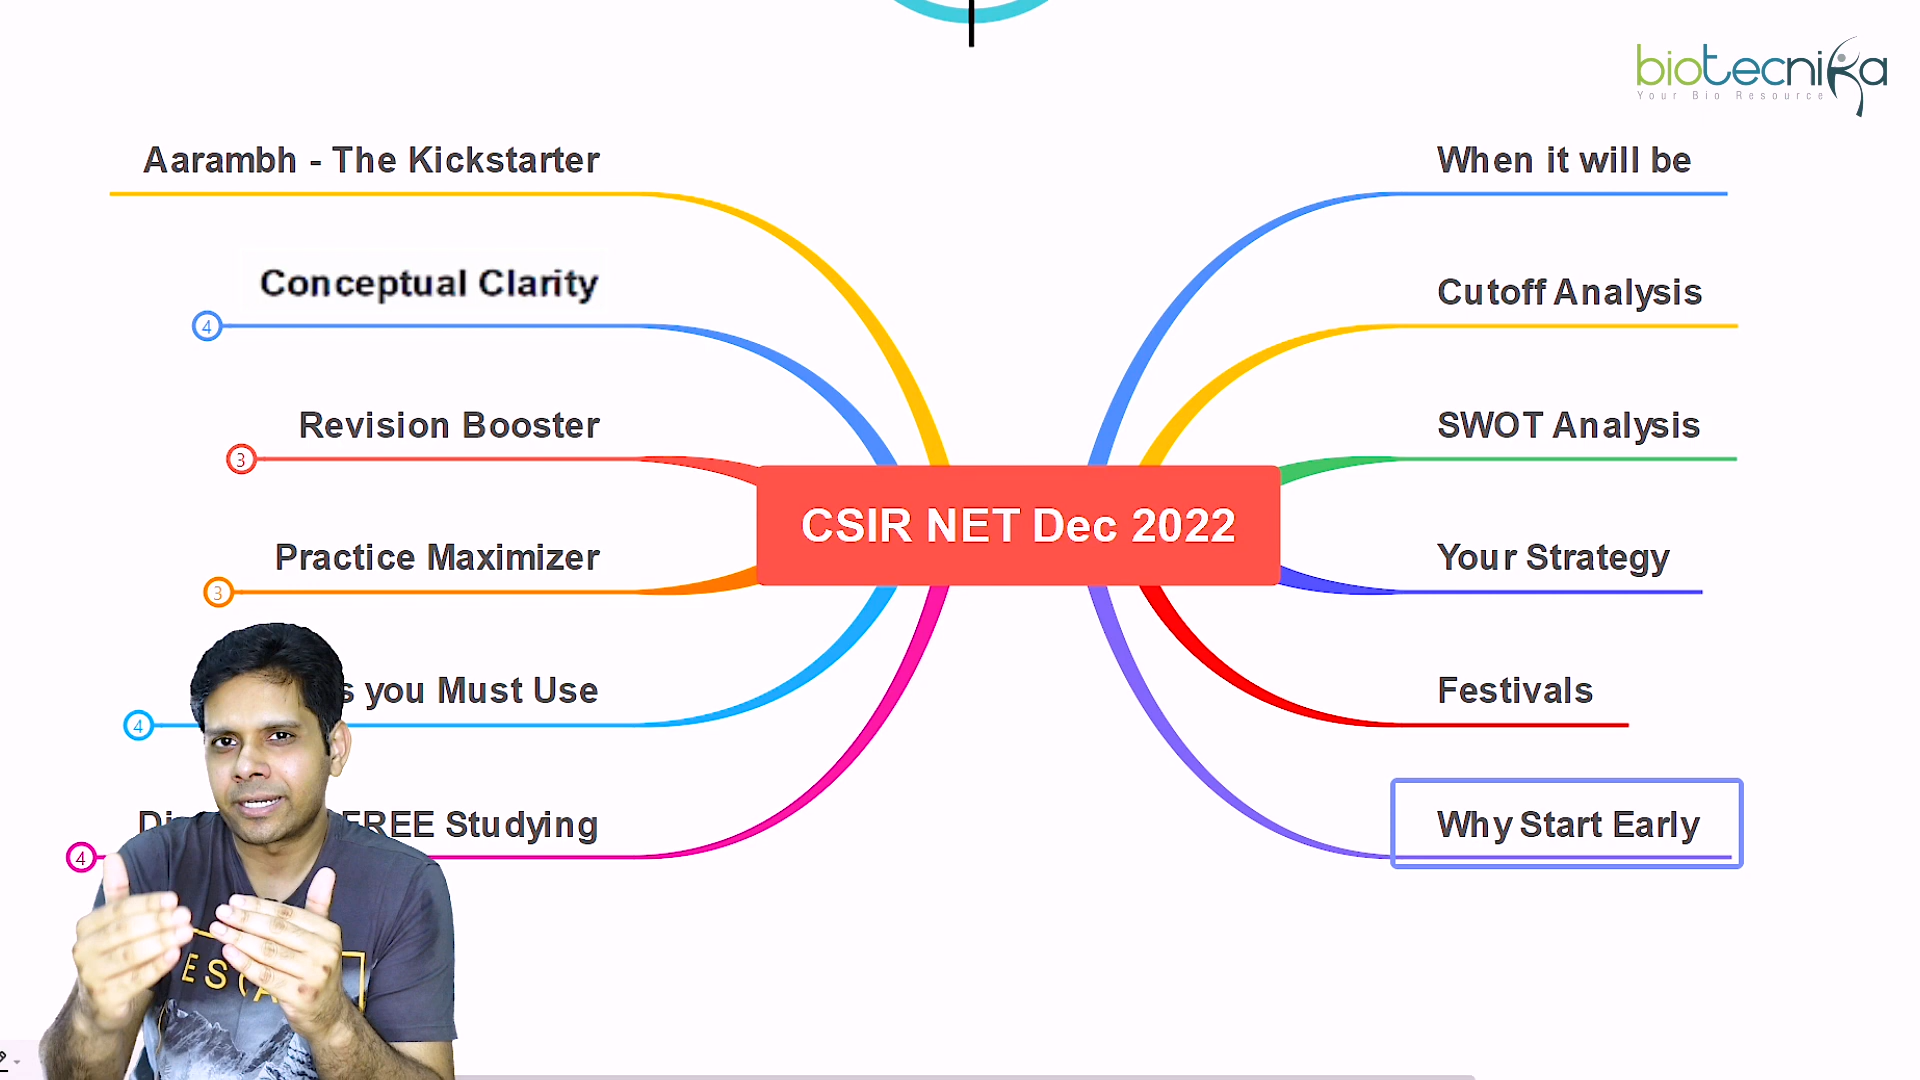 biotecnika
Your Bio Resource
Aarambh - The Kickstarter
Conceptual Clarity
4
Revision Booster
3
Practice Maximizer
3
you Must Use
4
FREE Studying
4
CSIR NET Dec 2022
When it will be
Cutoff Analysis
SWOT Analysis
Your Strategy
Festivals
Why Start Early